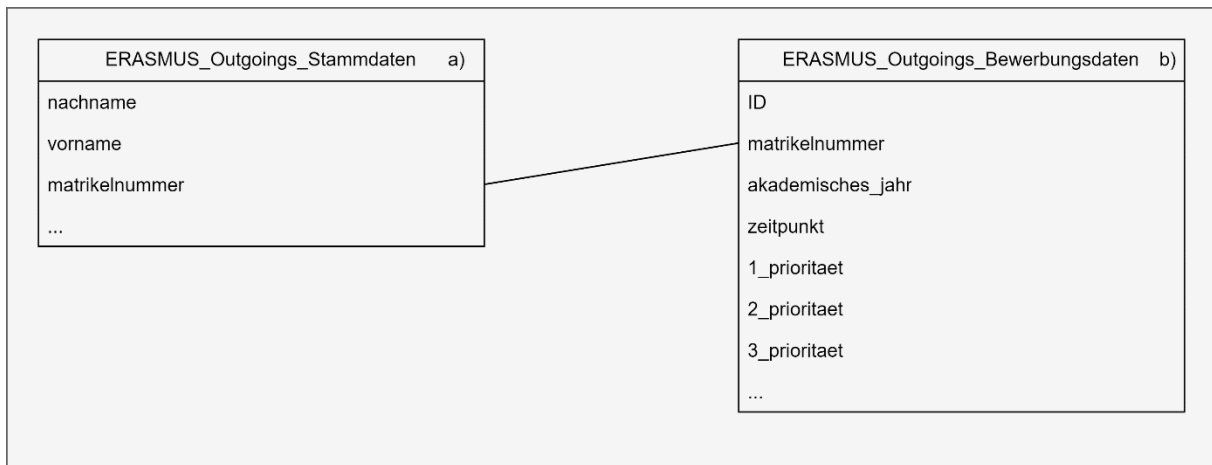 ERASMUS_Outgoings_Stammdaten a)
nachname
vorname
matrikelnummer
...
ERASMUS_Outgoings_Bewerbungsdaten b)
ID
matrikelnummer
akademisches_jahr
zeitpunkt
1_prioritaet
2_prioritaet
3_prioritaet
...